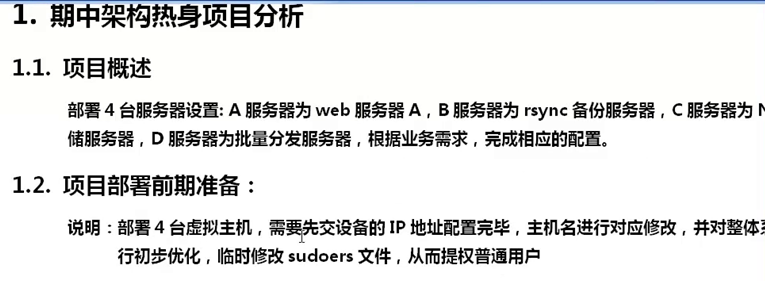 1. 期中架构热身项目分析
1.1. 项目概述
部署 4 台服务器设置: A 服务器为 web 服务器 A，B 服务器为 rsync 备份服务器，C 服务器为
储服务器，D 服务器为批量分发服务器，根据业务需求，完成相应的配置。
1.2. 项目部署前期准备：
说明：部署 4 台虚拟主机，需要先交设备的 IP 地址配置完毕，主机名进行对应修改，并对整体
行初步优化，临时修改 sudoers 文件，从而提权普通用户